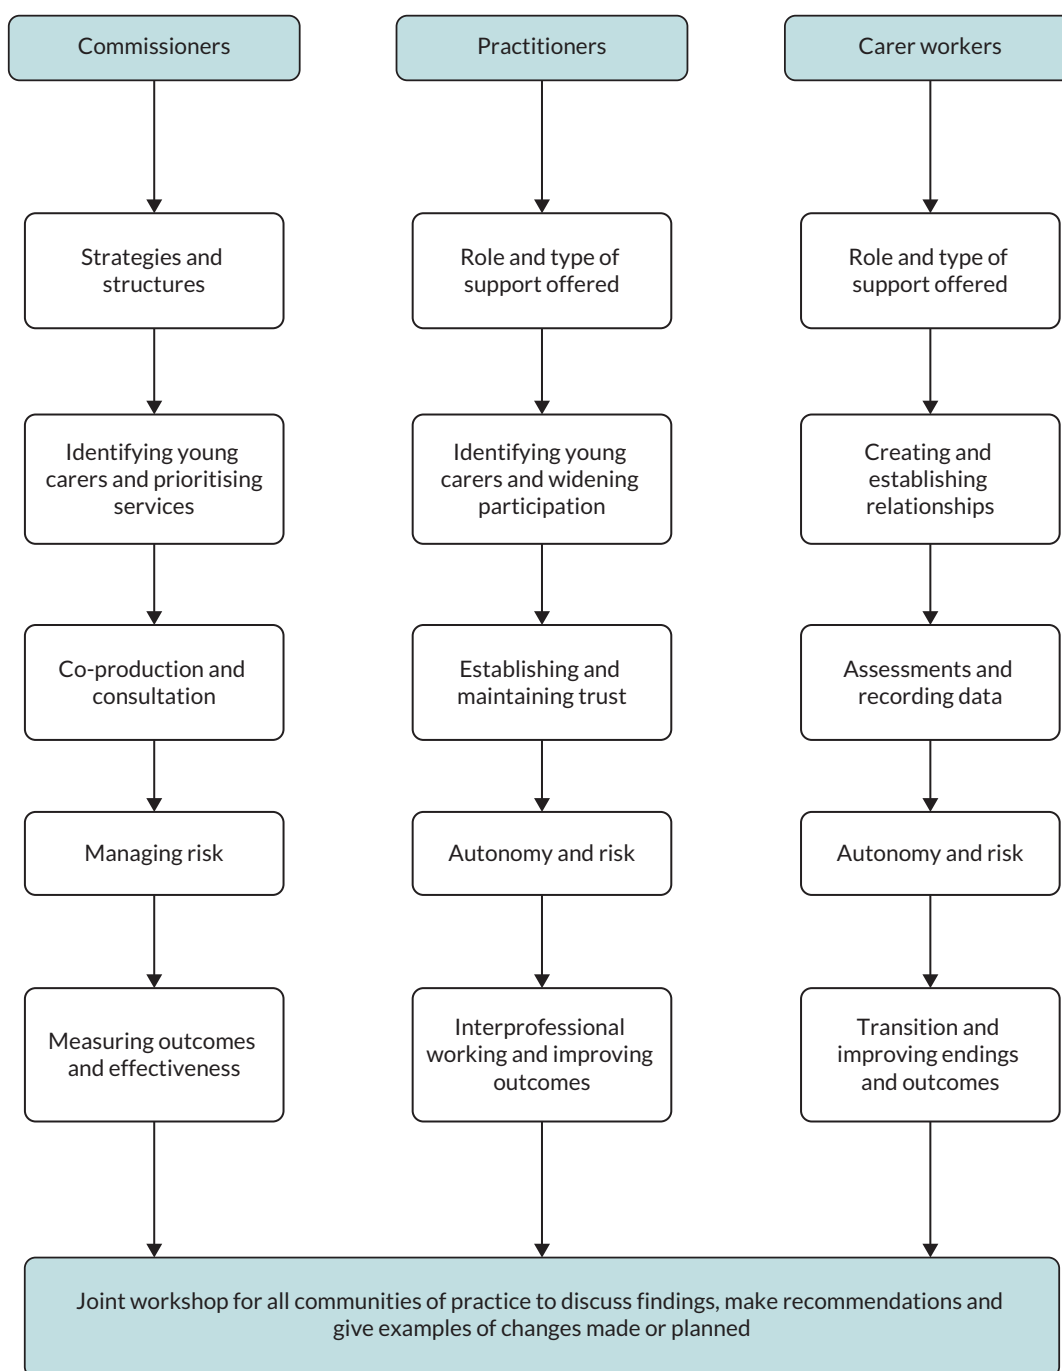 Commissioners
Practitioners
Carer workers
Strategies and
structures
Role and type of
support offered
Role and type of
support offered
Identifying young
carers and prioritising
services
Identifying young
carers and widening
participation
Creating and
establishing
relationships
Co-production and
consultation
Establishing and
maintaining trust
Assessments and
recording data
Managing risk
Autonomy and risk
Autonomy and risk
Measuring outcomes
and effectiveness
Interprofessional
working and improving
outcomes
Transition and
improving endings
and outcomes
Joint workshop for all communities of practice to discuss findings, make recommendations and
give examples of changes made or planned